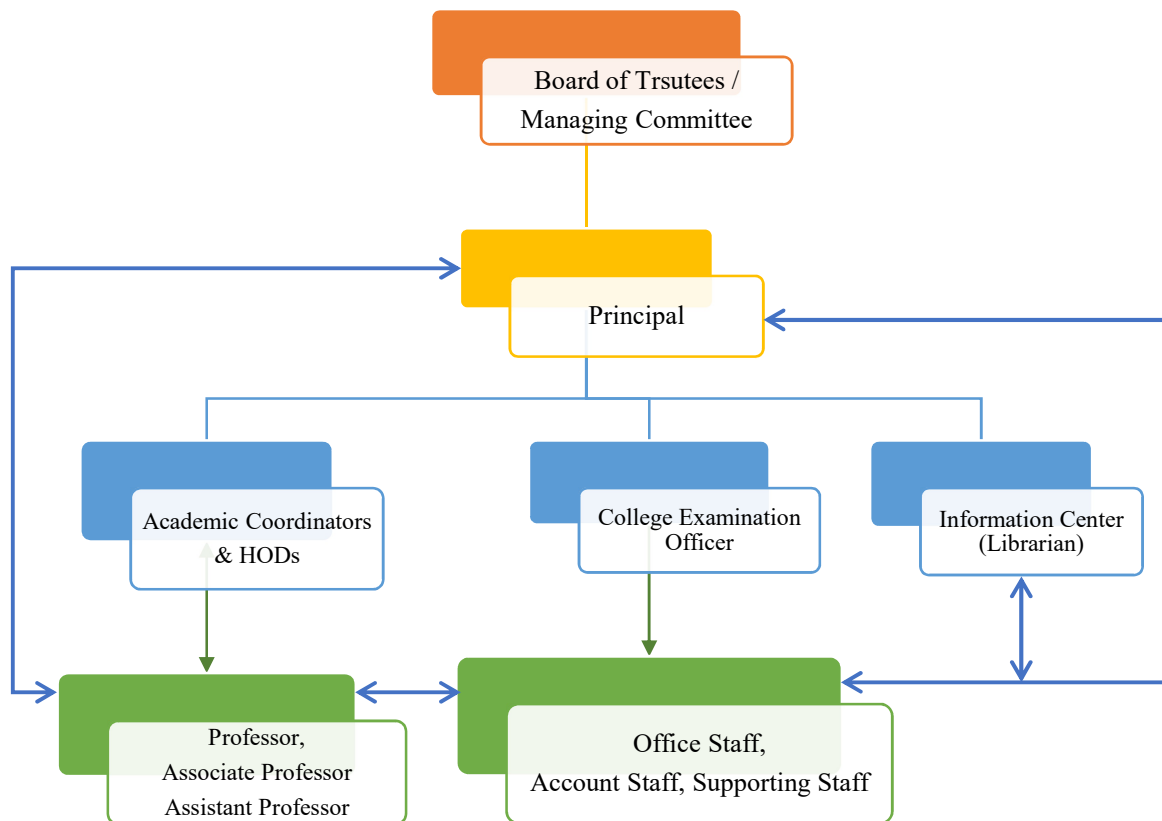 Board of Trsutees /
Managing Committee
Principal
Academic Coordinators
& HODs
College Examination
Officer
Information Center
(Librarian)
Professor,
Associate Professor
Assistant Professor
Office Staff,
Account Staff, Supporting Staff